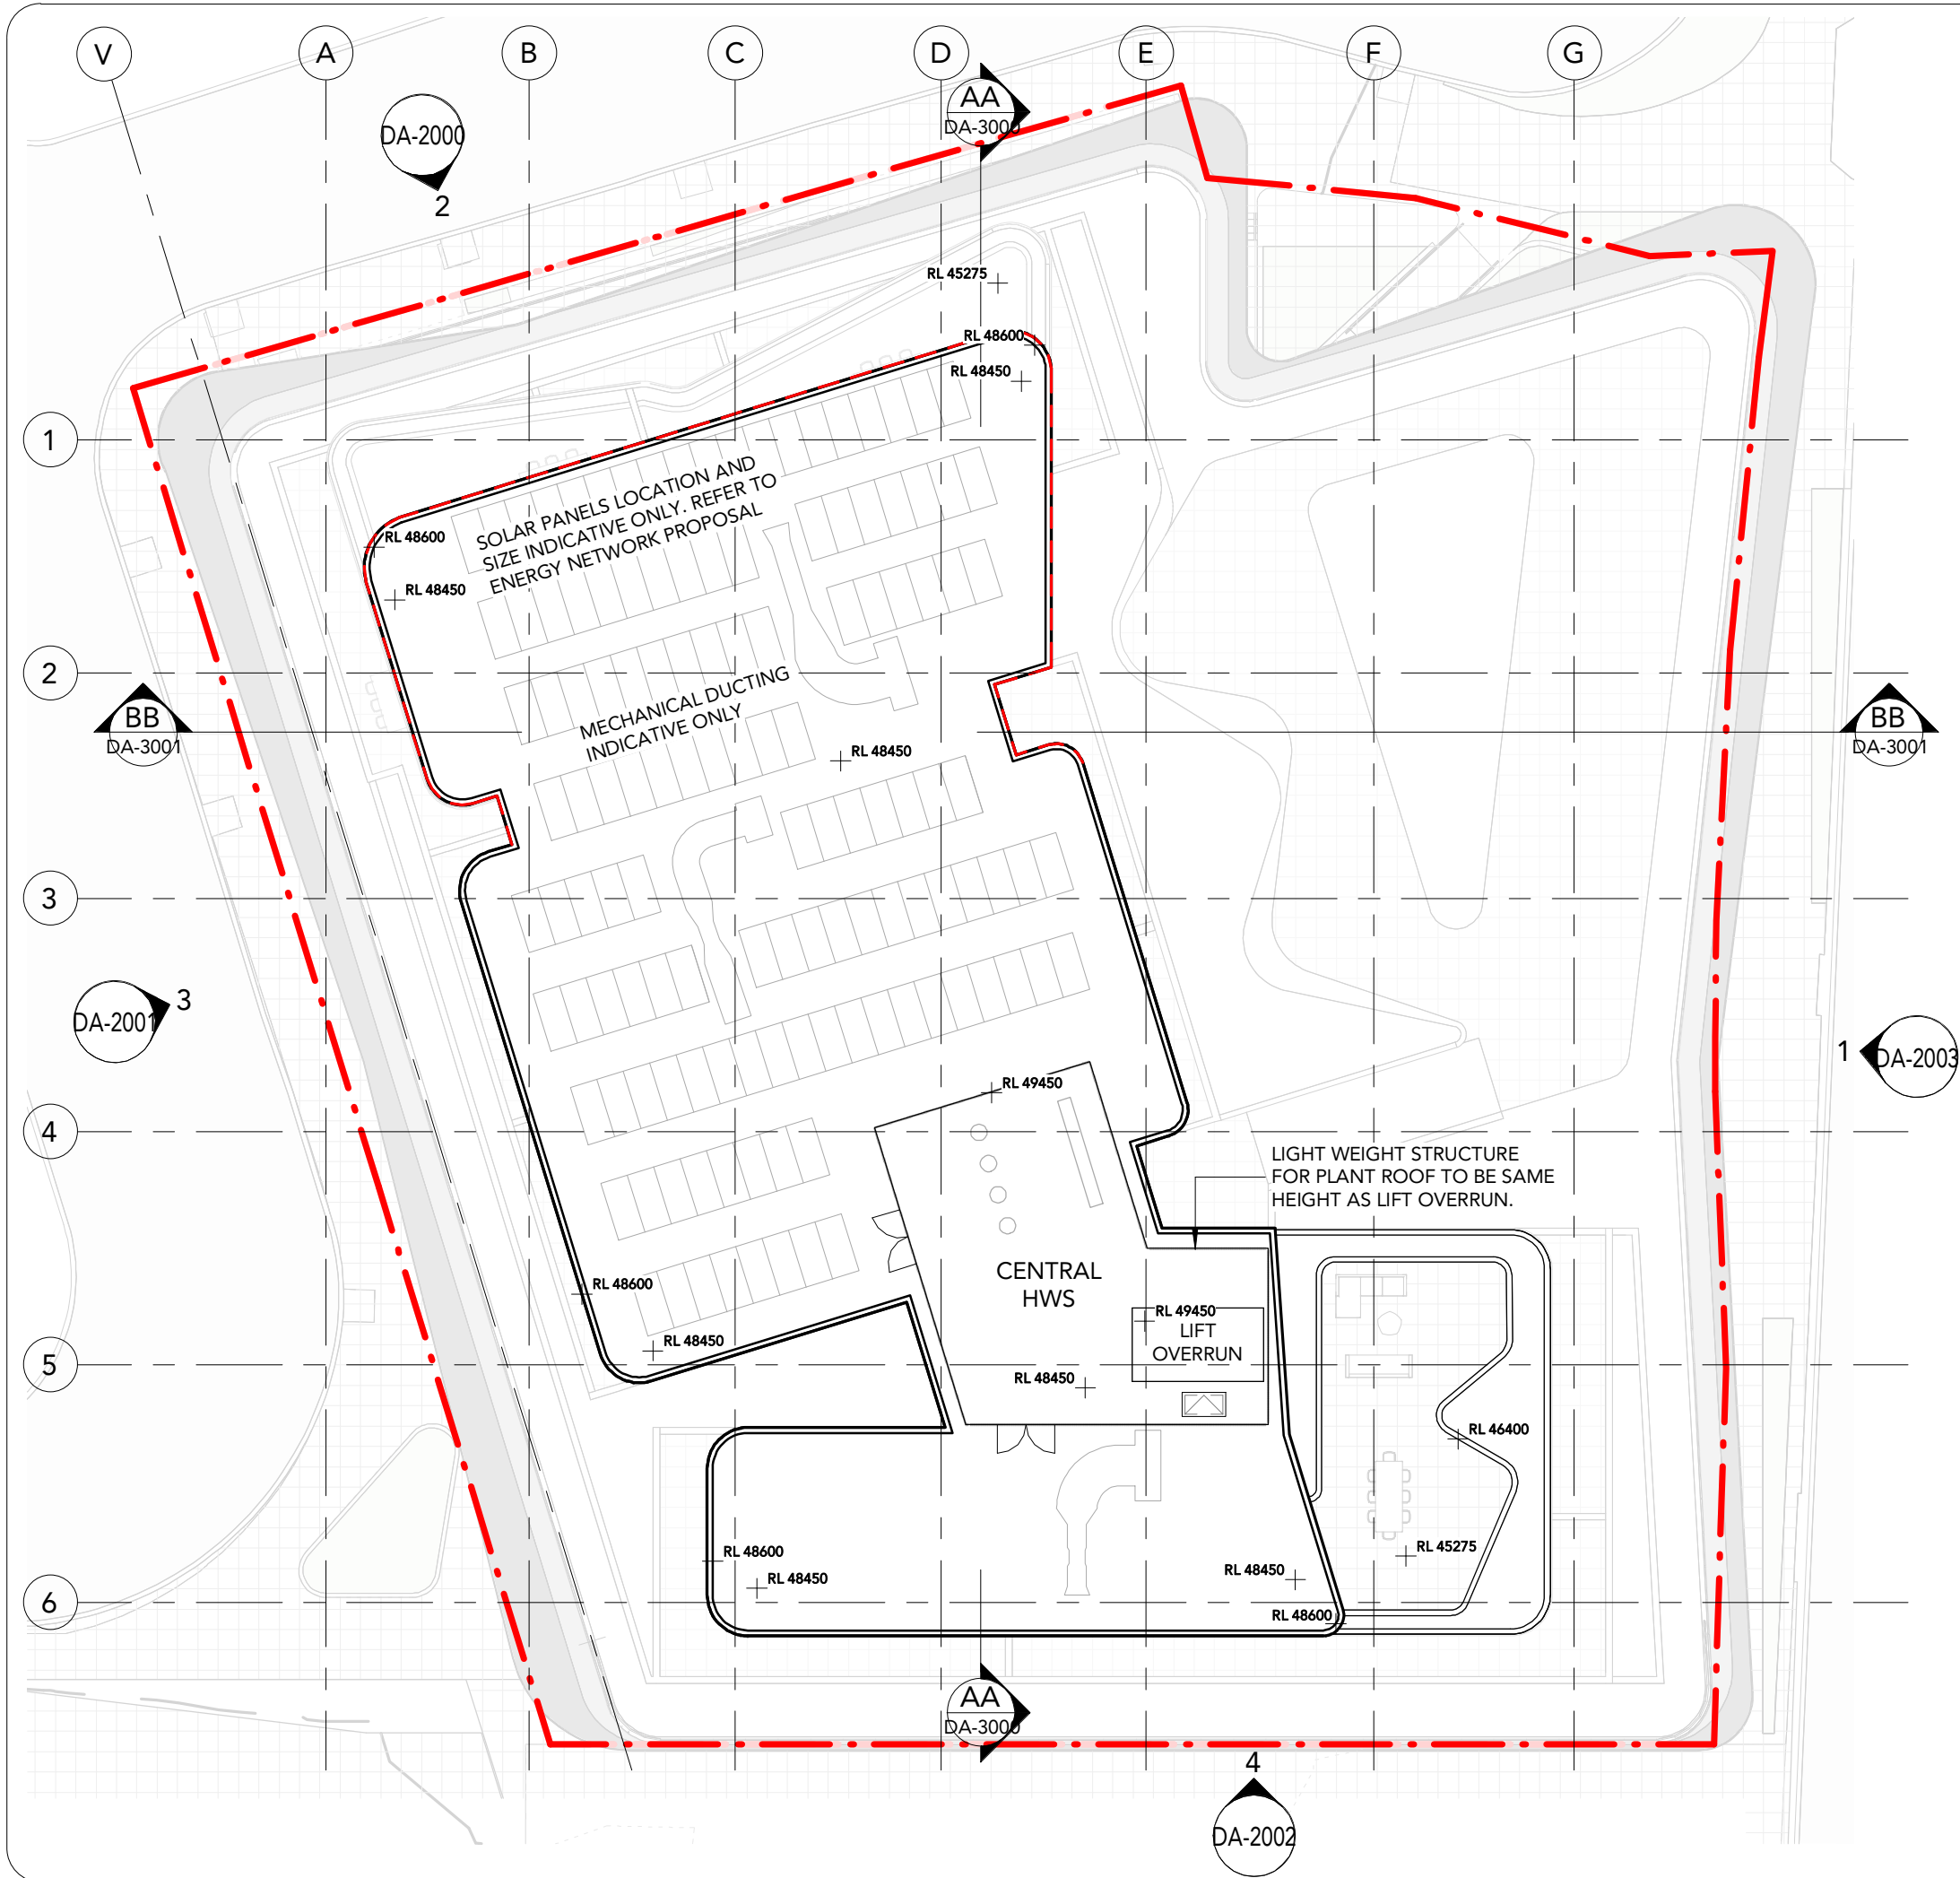 V
A
B
C
D
E
F
G
AA
DA-3000
DA-2000
2
RL 45275
RL 48600
RL 48450
1
SOLAR PANELS LOCATION AND
SIZE INDICATIVE ONLY. REFER TO
ENERGY NETWORK PROPOSAL
RL 48600
RL 48450
2
MECHANICAL DUCTING
INDICATIVE ONLY
BB
DA-3001
BB
DA-3001
RL 48450
3
DA-2001
3
1
DA-2003
RL 49450
4
LIGHT WEIGHT STRUCTURE
FOR PLANT ROOF TO BE SAME
HEIGHT AS LIFT OVERRUN.
CENTRAL
HWS
RL 48600
RL 49450
LIFT
OVERRUN
RL 48450
5
RL 48450
RL 46400
RL 48600
RL 48450
RL 48450
RL 45275
6
RL 48600
AA
DA-3000
4
DA-2002